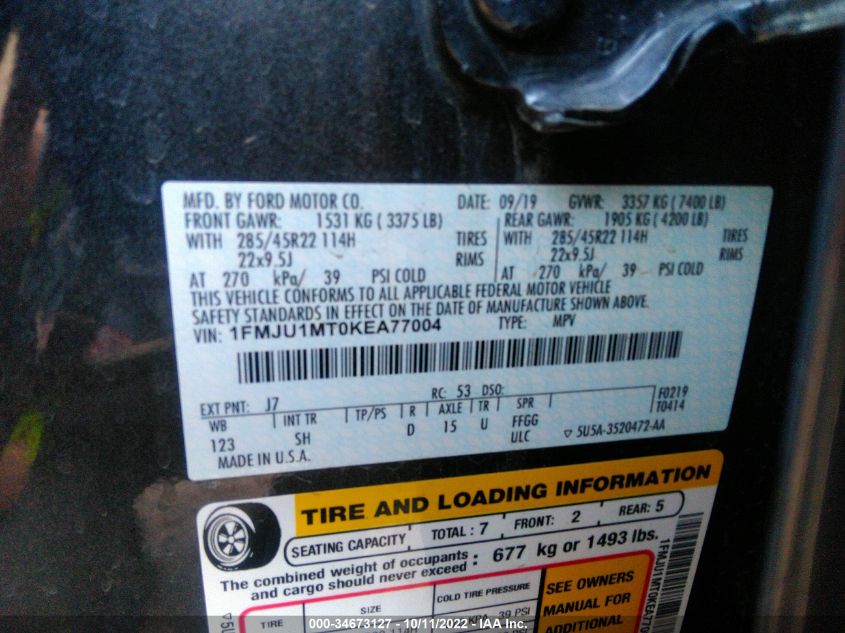 MFD. BY FORD MOTOR CO. DATE: 09/19 GVWR: 3357 KG ( 7400 LB)
FRONT GAWR: 1531 KG ( 3375 LB) REAR GAWR: 1905 KG ( 4200 LB)
WITH 285/45R22 114H TIRES WITH 285/45R22 114H TIRES
22x9.5J RIMS 22x9.5J RIMS
AT 270 kPa/ 39 PSI COLD AT 270 kPa/ 39 PSI COLD
THIS VEHICLE CONFORMS TO ALL APPLICABLE FEDERAL MOTOR VEHICLE
SAFETY STANDARDS IN EFFECT ON THE DATE OF MANUFACTURE SHOWN ABOVE.
VIN: 1FMJU1MT0KEA77004 TYPE: MPV
EXT PNT: J7 RC: 53 DSO: F0219
WB INT TR TP/PS R AXLE TR SPR T0414
123 SH D 15 U FFGG
ULC ▽ 5U5A-3520472-AA
MADE IN U.S.A.
TIRE AND LOADING INFORMATION
SEATING CAPACITY TOTAL : 7 FRONT: 2 REAR: 5
The combined weight of occupants
and cargo should never exceed : 677 kg or 1493 lbs.
TIRE SIZE COLD TIRE PRESSURE SEE OWNERS
MANUAL FOR
ADDITIONAL
39 PSI
1FMJU1MT0KEA770
▽5U
000-34673127 - 10/11/2022 - IAA Inc.